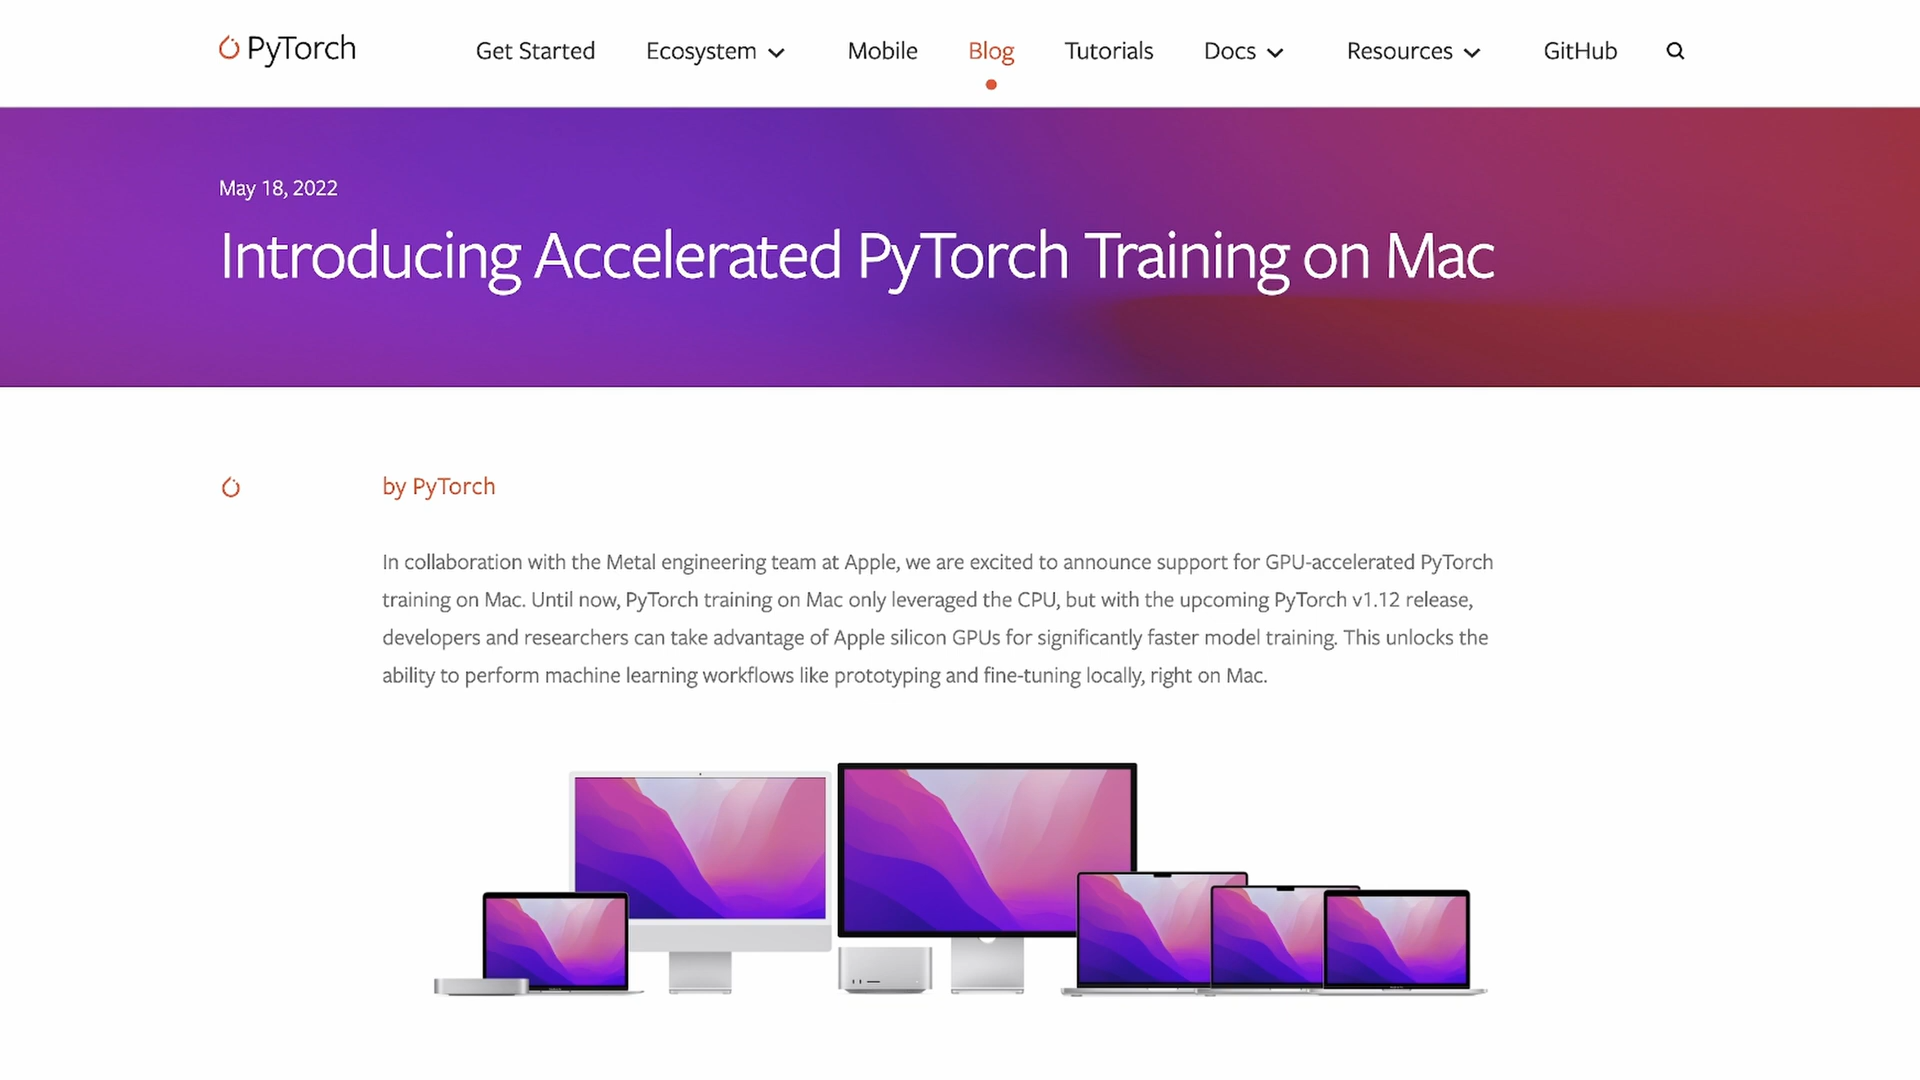 PyTorch
Get Started
Ecosystem
Mobile
Blog
Tutorials
Docs
Resources
GitHub
May 18, 2022
Introducing Accelerated PyTorch Training on Mac
by PyTorch
In collaboration with the Metal engineering team at Apple, we are excited to announce support for GPU-accelerated PyTorch
training on Mac. Until now, PyTorch training on Mac only leveraged the CPU, but with the upcoming PyTorch v1.12 release,
developers and researchers can take advantage of Apple silicon GPUs for significantly faster model training. This unlocks the
ability to perform machine learning workflows like prototyping and fine-tuning locally, right on Mac.